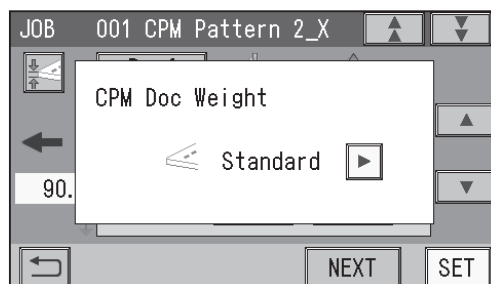 JOB 001 CPM Pattern 2_X
CPM Doc Weight
Standard
90.
NEXT SET